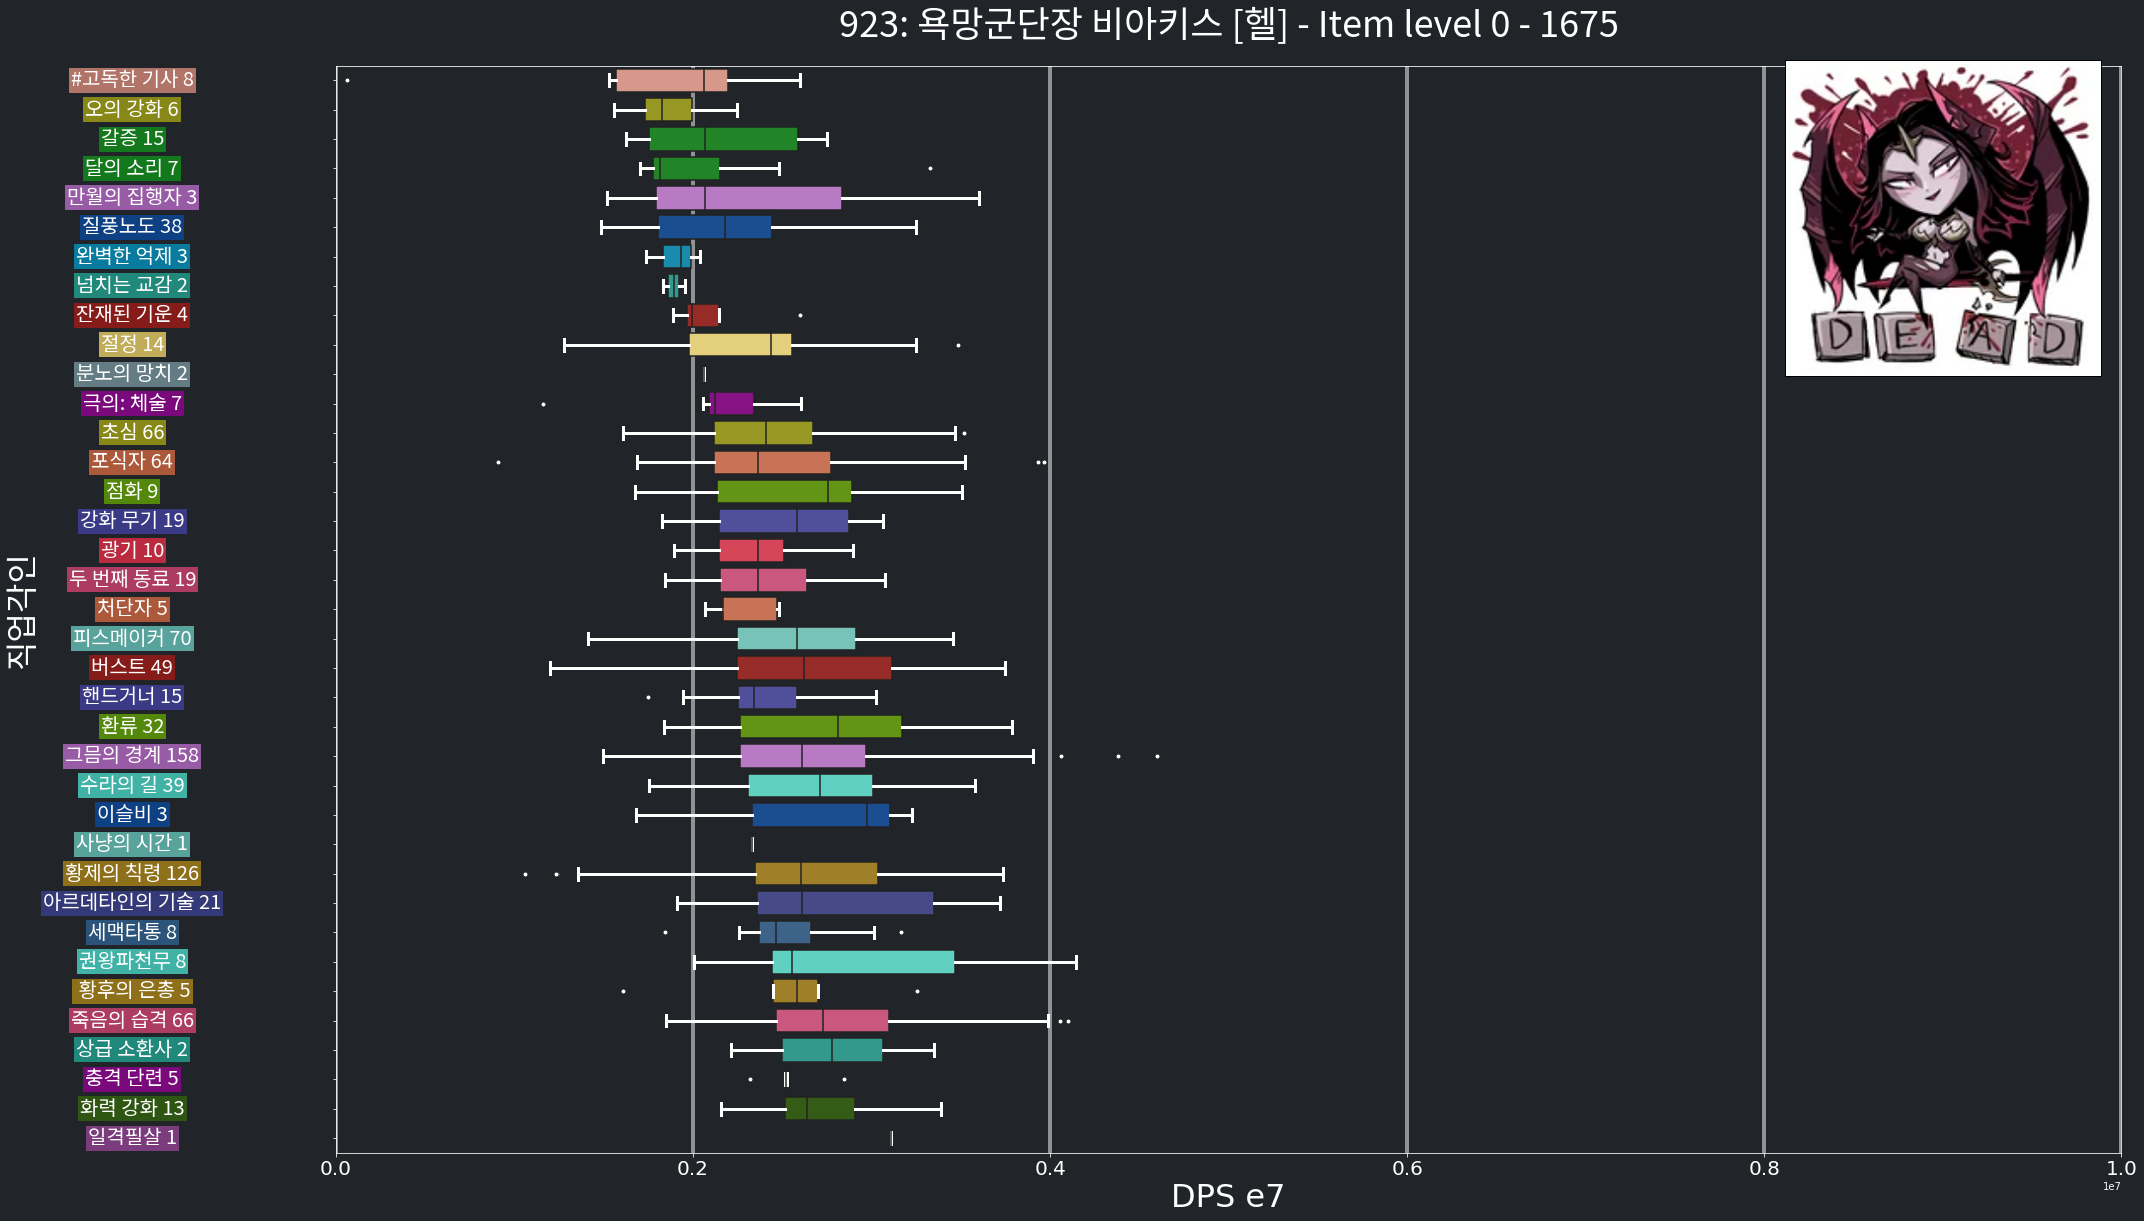 923: 욕망군단장 비아키스 [헬] - Item level 0 - 1675
#고독한 기사 8
오의 강화 6
갈증 15
달의 소리 7
만월의 집행자 3
질풍노도 38
완벽한 억제 3
넘치는 교감 2
잔재된 기운 4
절정 14
분노의 망치 2
극의: 체술 7
초심 66
포식자 64
점화 9
강화 무기 19
광기 10
두 번째 동료 19
처단자 5
피스메이커 70
버스트 49
핸드거너 15
환류 32
그믐의 경계 158
수라의 길 39
이슬비 3
사냥의 시간 1
황제의 칙령 126
아르데타인의 기술 21
세맥타통 8
권왕파천무 8
황후의 은총 5
죽음의 습격 66
상급 소환사 2
충격 단련 5
화력 강화 13
일격필살 1
직업각인
D E A D
0.0 0.2 0.4 0.6 0.8 1.0
1e7
DPS e7